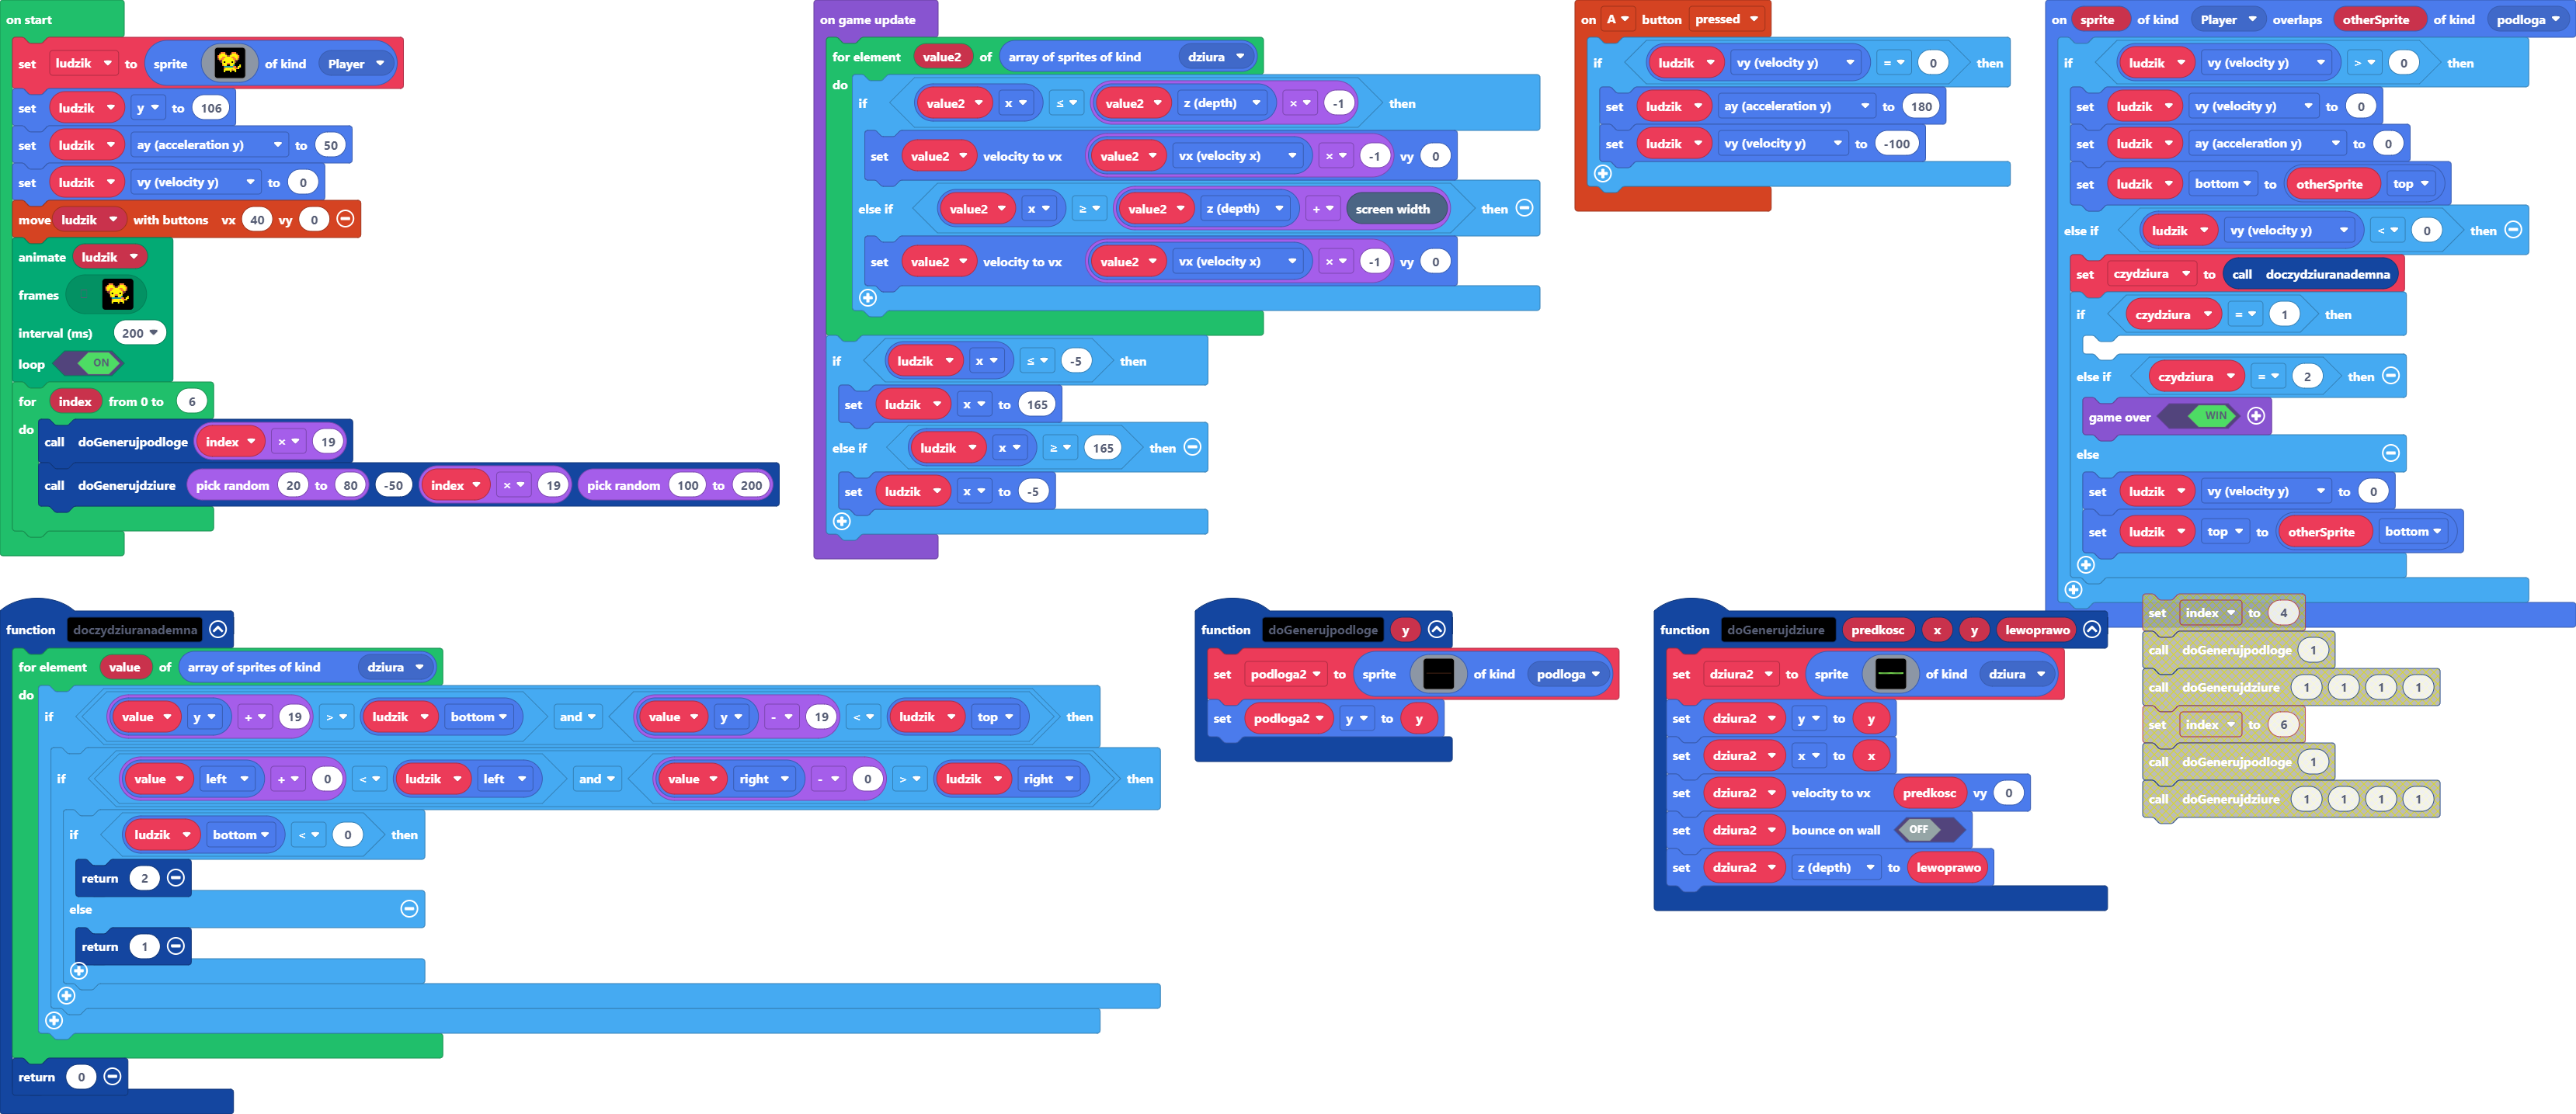 on start
set ludzik to sprite of kind Player
set ludzik y to 106
set ludzik ay (acceleration y) to 50
set ludzik vy (velocity y) to 0
move ludzik with buttons vx 40 vy 0
animate ludzik
frames
interval (ms) 200
loop ON
for index from 0 to 6
do
call doGenerujpodloge index × 19
call doGenerujdziure pick random 20 to 80 -50 index × 19 pick random 100 to 200
on game update
for element value2 of array of sprites of kind dziura
do
if value2 x ≤ value2 z (depth) × -1 then
set value2 velocity to vx value2 vx (velocity x) × -1 vy 0
else if value2 x ≥ value2 z (depth) + screen width then
set value2 velocity to vx value2 vx (velocity x) × -1 vy 0
if ludzik x ≤ -5 then
set ludzik x to 165
else if ludzik x ≥ 165 then
set ludzik x to -5
on A button pressed
if ludzik vy (velocity y) = 0 then
set ludzik ay (acceleration y) to 180
set ludzik vy (velocity y) to -100
on sprite of kind Player overlaps otherSprite of kind podloga
if ludzik vy (velocity y) > 0 then
set ludzik vy (velocity y) to 0
set ludzik ay (acceleration y) to 0
set ludzik bottom to otherSprite top
else if ludzik vy (velocity y) < 0 then
set czydziura to call doczydziuranademna
if czydziura = 1 then
else if czydziura = 2 then
game over WIN
else
set ludzik vy (velocity y) to 0
set ludzik top to otherSprite bottom
function doczydziuranademna
for element value of array of sprites of kind dziura
do
if value y + 19 > ludzik bottom and value y - 19 < ludzik top then
if value left + 0 < ludzik left and value right - 0 > ludzik right then
if ludzik bottom < 0 then
return 2
else
return 1
return 0
function doGenerujpodloge y
set podloga2 to sprite of kind podloga
set podloga2 y to y
function doGenerujdziure predkosc x y lewoprawo
set dziura2 to sprite of kind dziura
set dziura2 y to y
set dziura2 x to x
set dziura2 velocity to vx predkosc vy 0
set dziura2 bounce on wall OFF
set dziura2 z (depth) to lewoprawo
set index to 4
call doGenerujpodloge 1
call doGenerujdziure 1 1 1 1
set index to 6
call doGenerujpodloge 1
call doGenerujdziure 1 1 1 1